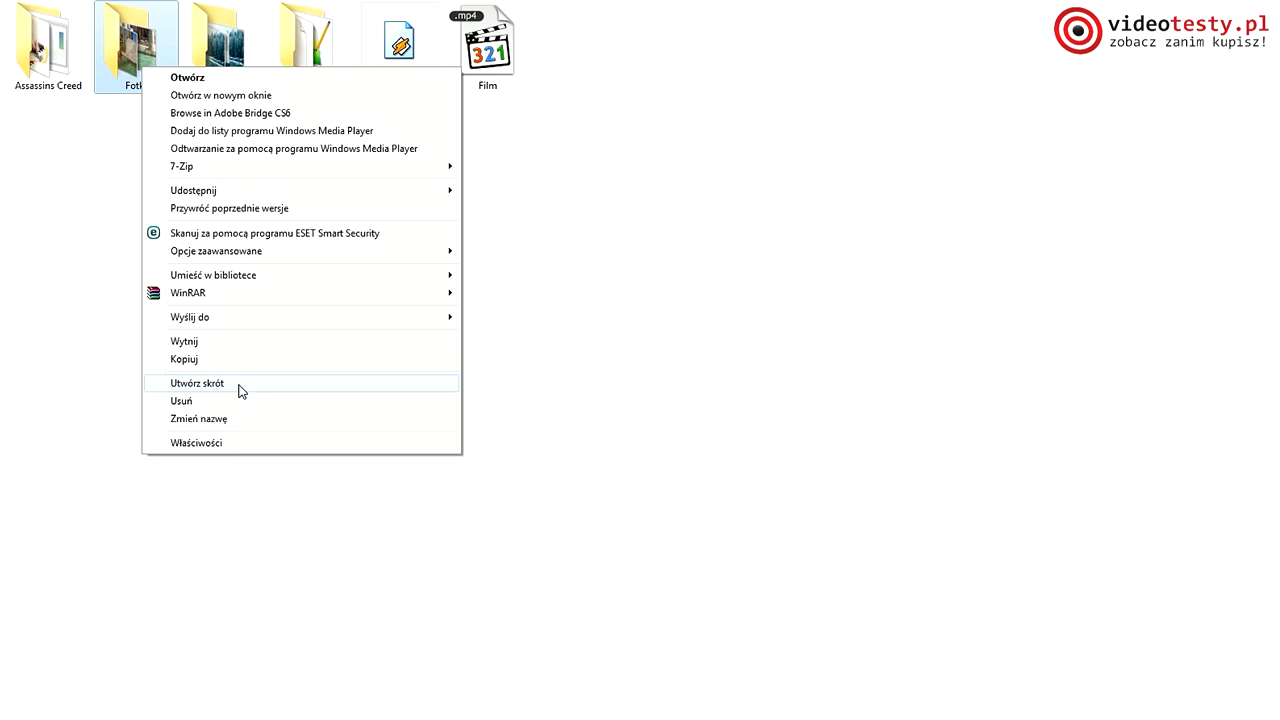 .mp4
321
videotesty.pl
zobacz zanim kupisz!
Assassins Creed
Film
Otwórz
Otwórz w nowym oknie
Browse in Adobe Bridge CS6
Dodaj do listy programu Windows Media Player
Odtwarzanie za pomocą programu Windows Media Player
7-Zip
Udostępnij
Przywróć poprzednie wersje
Skanuj za pomocą programu ESET Smart Security
Opcje zaawansowane
Umieść w bibliotece
WinRAR
Wyślij do
Wytnij
Kopiuj
Utwórz skrót
Usuń
Zmień nazwę
Właściwości